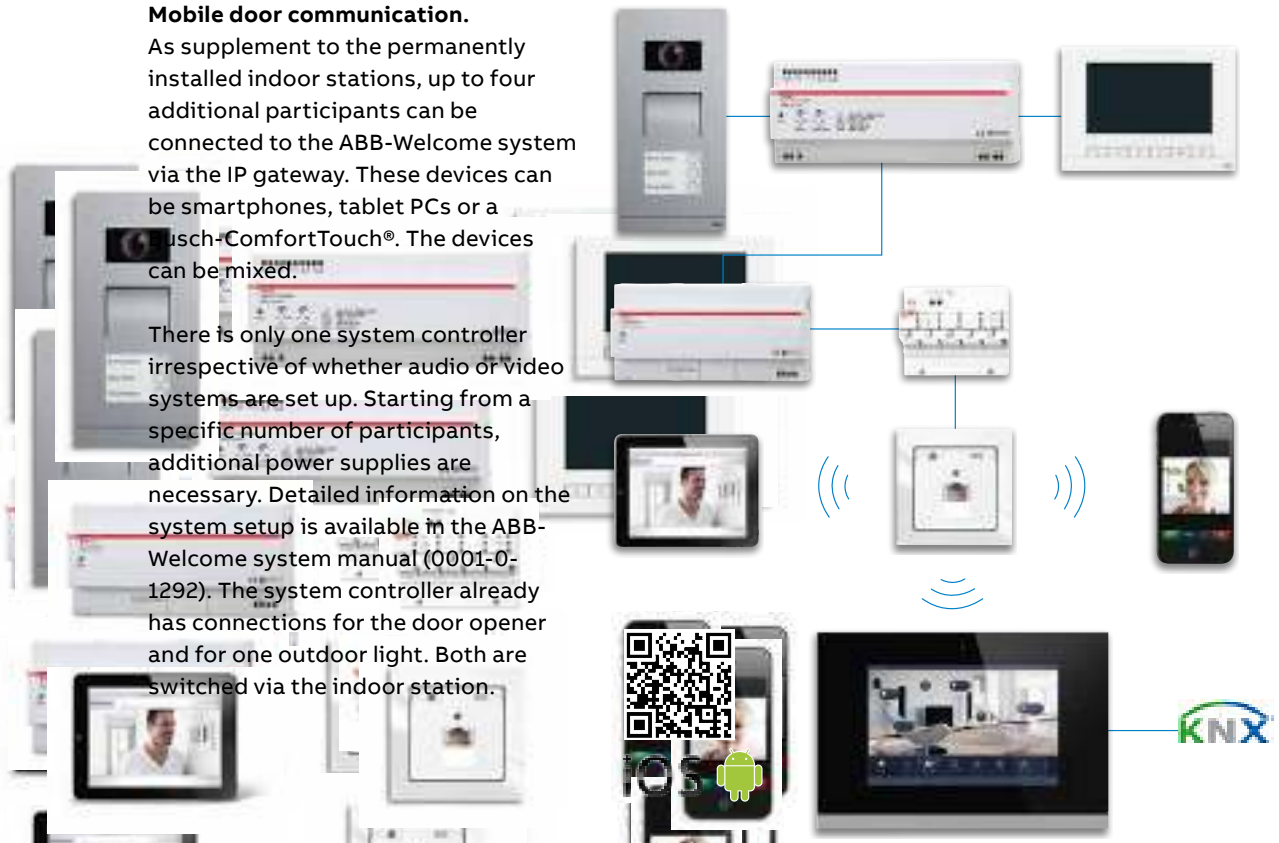 Mobile door communication.
As supplement to the permanently
installed indoor stations, up to four
additional participants can be
connected to the ABB-Welcome system
via the IP gateway. These devices can
be smartphones, tablet PCs or a
Busch-ComfortTouch®. The devices
can be mixed.
There is only one system controller
irrespective of whether audio or video
systems are set up. Starting from a
specific number of participants,
additional power supplies are
necessary. Detailed information on the
system setup is available in the ABB-
Welcome system manual (0001-0-
1292). The system controller already
has connections for the door opener
and for one outdoor light. Both are
switched via the indoor station.
iOS
KNX